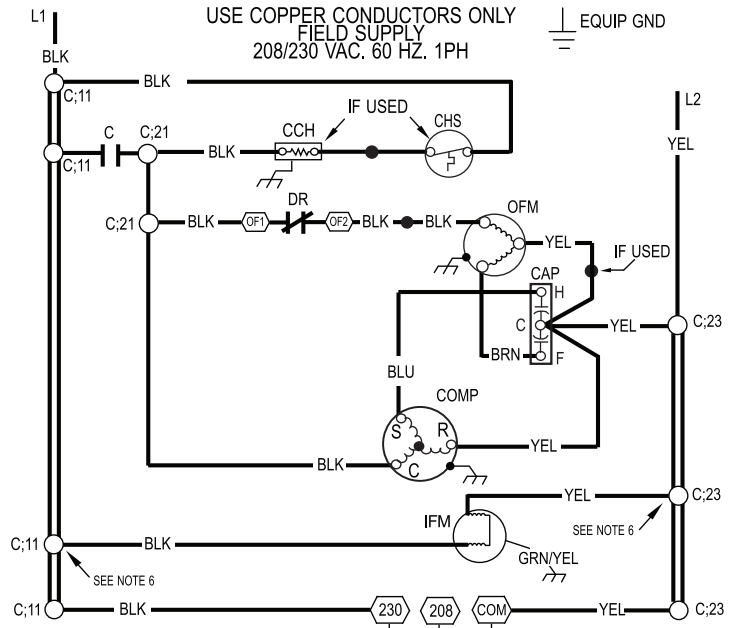 L1
USE COPPER CONDUCTORS ONLY
FIELD SUPPLY
208/230 VAC. 60 HZ. 1PH
EQUIP GND
BLK
C;11
BLK
L2
IF USED
C
C;21
CCH
CHS
C;11
BLK
YEL
DR
OFM
C;21
BLK
OF1
OF2
BLK
BLK
YEL
IF USED
CAP
H
C
YEL
C;23
BRN
F
BLU
COMP
S
R
YEL
C
BLK
YEL
C;23
IFM
SEE NOTE 6
C;11
BLK
GRN/YEL
SEE NOTE 6
C;11
BLK
230
208
COM
YEL
C;23